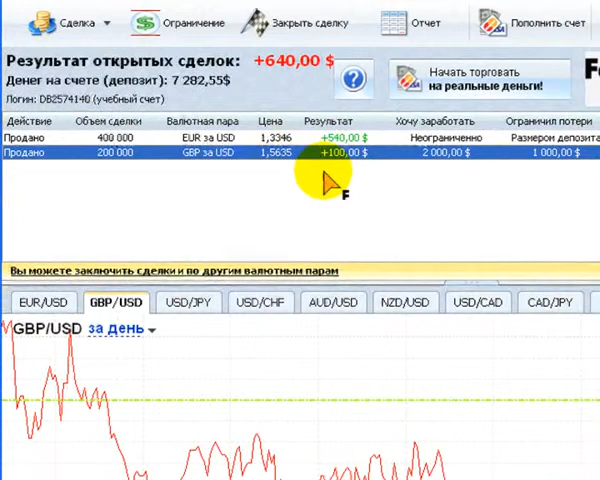 Сделка Ограничение Закрыть сделку Отчет Пополнить счет
Результат открытых сделок: +640,00 $
Денег на счете (депозит): 7 282,55$
Логин: DB2574140 (учебный счет)
Начать торговать
на реальные деньги!
Действие Объем сделки Валютная пара Цена Результат Хочу заработать Ограничил потери
Продано 400 000 EUR за USD 1,3346 +540,00 $ Неограниченно Размером депозита
Продано 200 000 GBP за USD 1,5635 +100,00 $ 2 000,00 $ 1 000,00 $
F
Вы можете заключить сделки и по другим валютным парам
EUR/USD GBP/USD USD/JPY USD/CHF AUD/USD NZD/USD USD/CAD CAD/JPY
GBP/USD за день